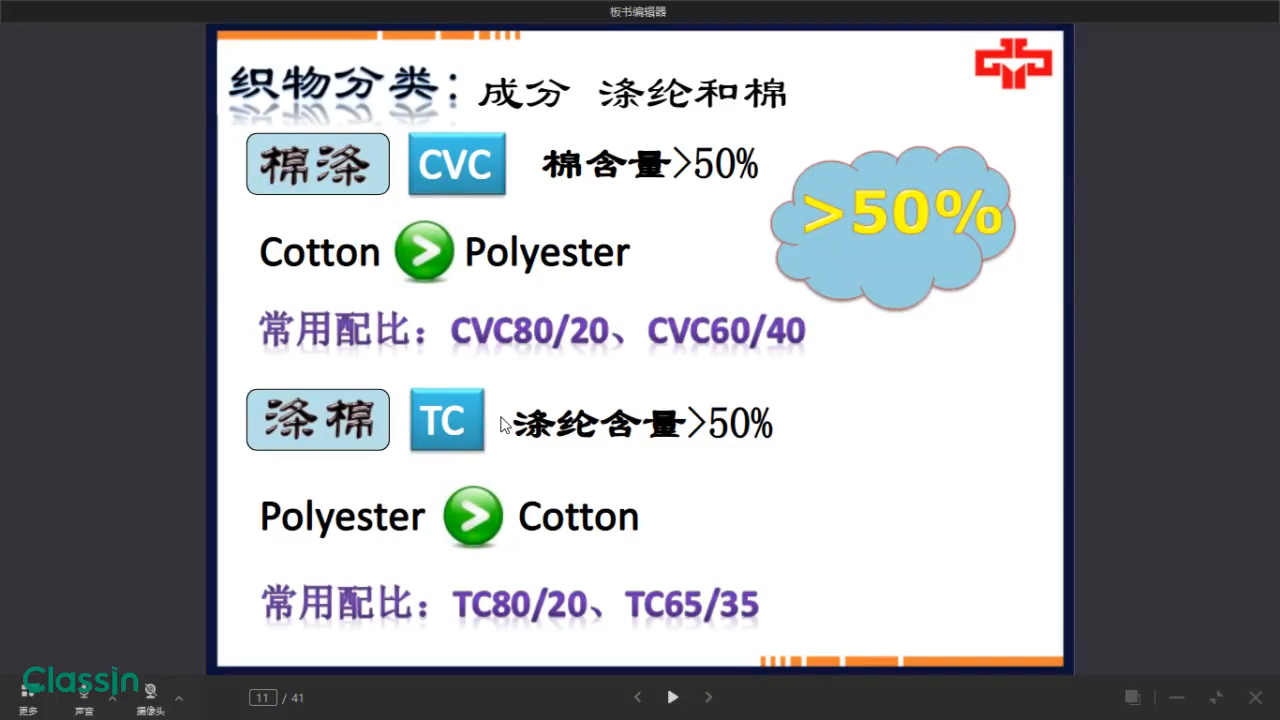 板书编辑器
织物分类：成分 涤纶和棉
棉涤 CVC 棉含量>50%
>50%
Cotton > Polyester
常用配比：CVC80/20、CVC60/40
涤棉 TC 涤纶含量>50%
Polyester > Cotton
常用配比：TC80/20、TC65/35
ClassIn
更多 声音 摄像头 11 / 41